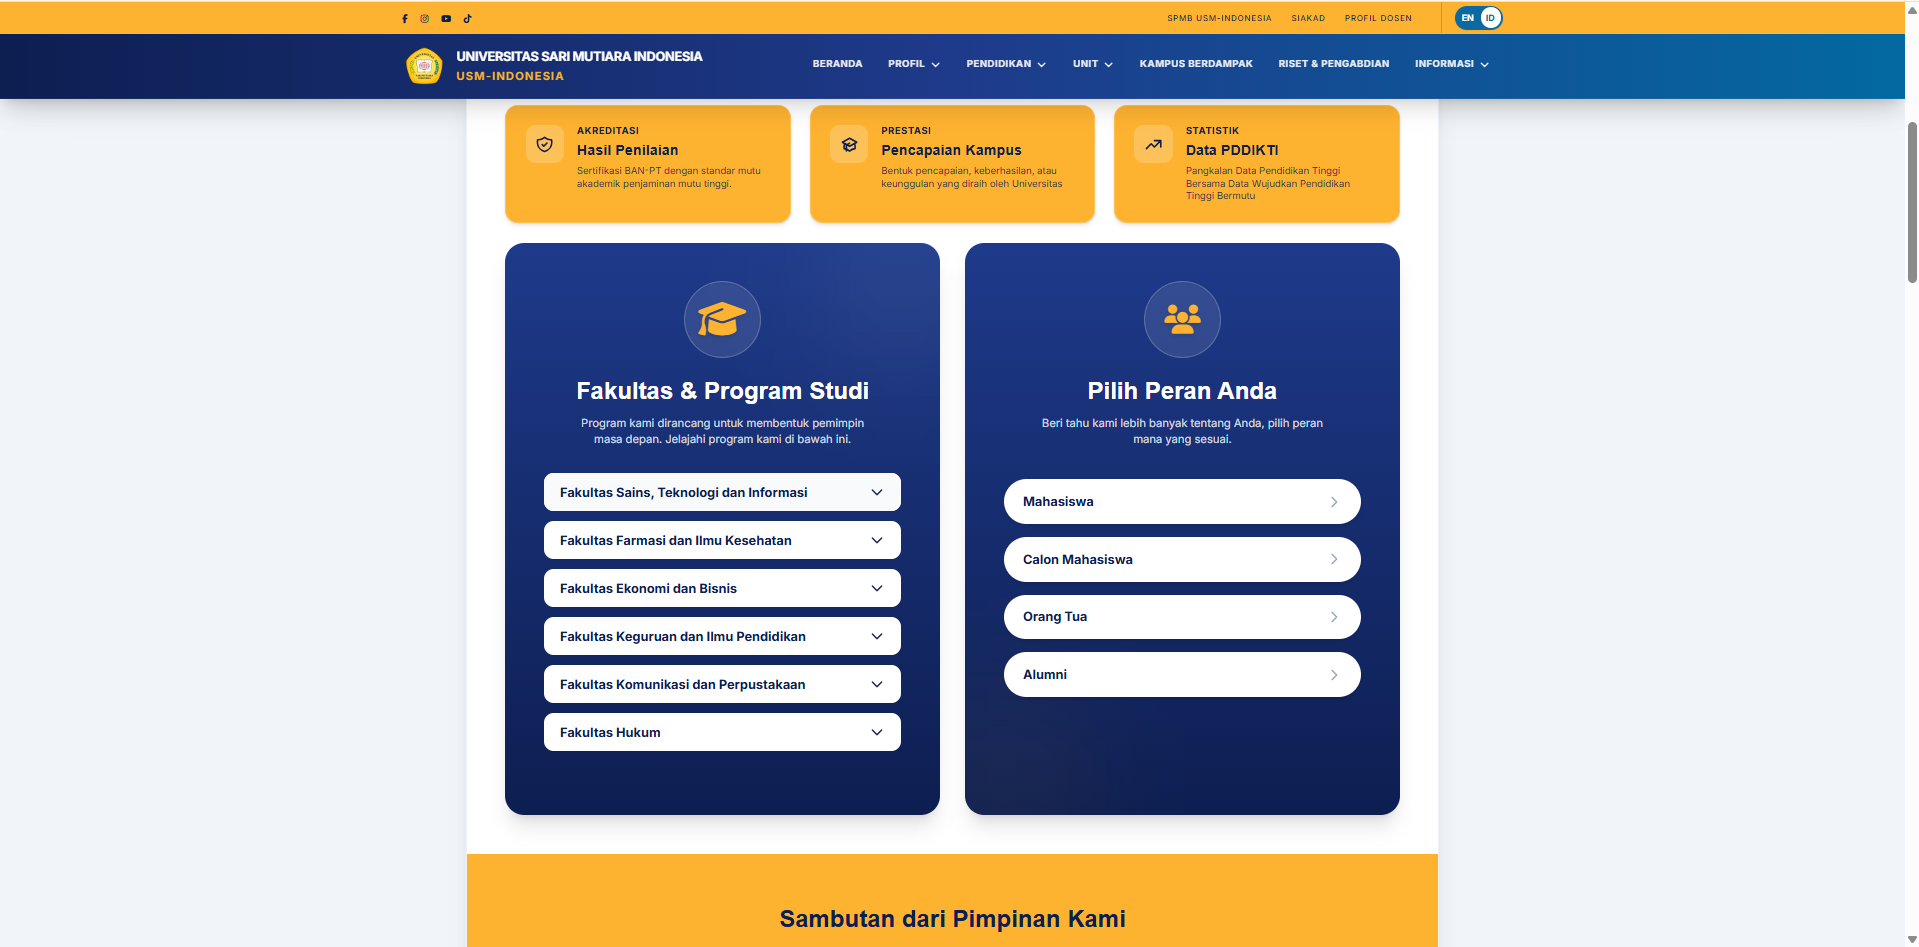 SPMB USM-INDONESIA
SIAKAD
PROFIL DOSEN
EN
ID
UNIVERSITAS SARI MUTIARA INDONESIA
USM-INDONESIA
BERANDA
PROFIL
PENDIDIKAN
UNIT
KAMPUS BERDAMPAK
RISET & PENGABDIAN
INFORMASI
AKREDITASI
Hasil Penilaian
Sertifikasi BAN-PT dengan standar mutu
akademik penjaminan mutu tinggi.
PRESTASI
Pencapaian Kampus
Bentuk pencapaian, keberhasilan, atau
keunggulan yang diraih oleh Universitas
STATISTIK
Data PDDIKTI
Pangkalan Data Pendidikan Tinggi
Bersama Data Wujudkan Pendidikan
Tinggi Bermutu
Fakultas & Program Studi
Program kami dirancang untuk membentuk pemimpin
masa depan. Jelajahi program kami di bawah ini.
Fakultas Sains, Teknologi dan Informasi
Fakultas Farmasi dan Ilmu Kesehatan
Fakultas Ekonomi dan Bisnis
Fakultas Keguruan dan Ilmu Pendidikan
Fakultas Komunikasi dan Perpustakaan
Fakultas Hukum
Pilih Peran Anda
Beri tahu kami lebih banyak tentang Anda, pilih peran
mana yang sesuai.
Mahasiswa
Calon Mahasiswa
Orang Tua
Alumni
Sambutan dari Pimpinan Kami